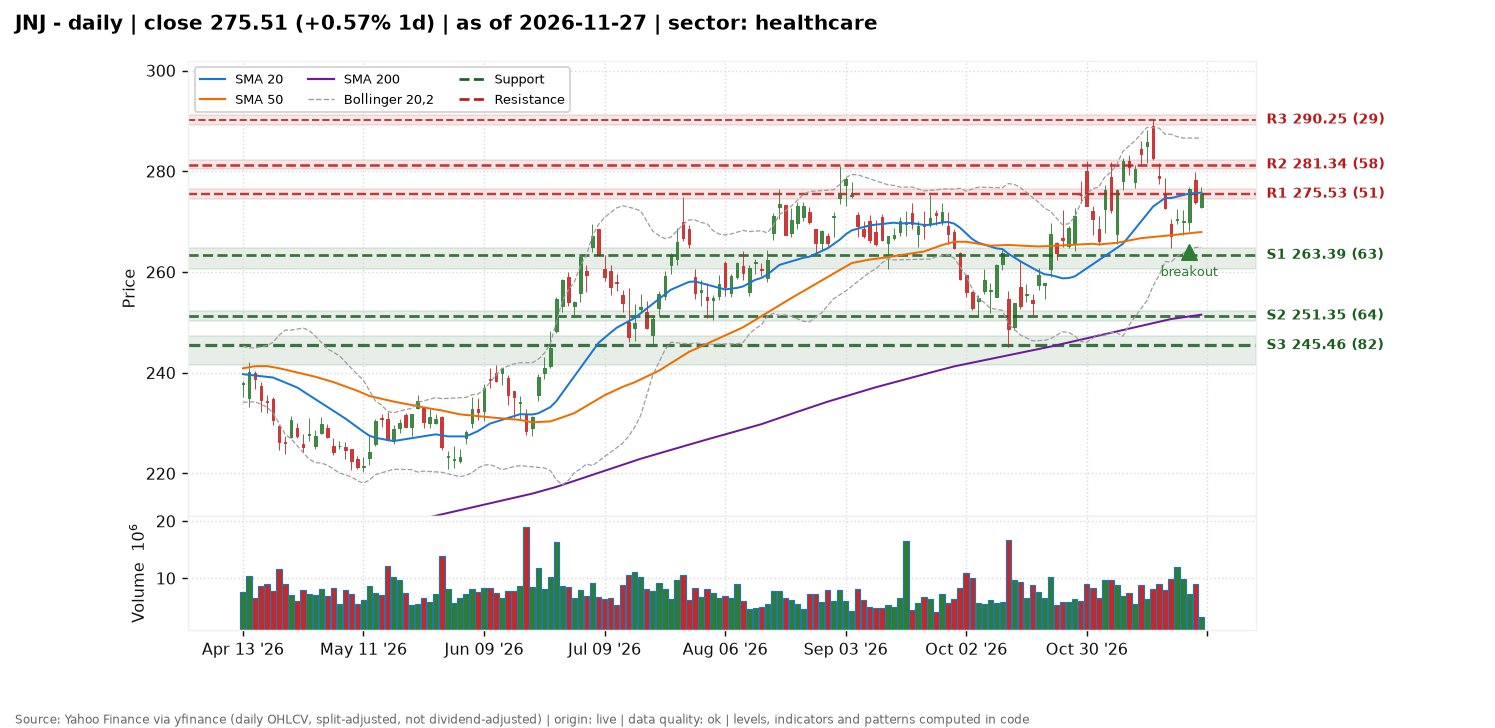 JNJ - daily | close 275.51 (+0.57% 1d) | as of 2026-11-27 | sector: healthcare
SMA 20
SMA 50
SMA 200
Bollinger 20,2
Support
Resistance
Price
300
280
260
240
220
R3 290.25 (29)
R2 281.34 (58)
R1 275.53 (51)
S1 263.39 (63)
breakout
S2 251.35 (64)
S3 245.46 (82)
Volume 10⁶
20
10
Apr 13 '26
May 11 '26
Jun 09 '26
Jul 09 '26
Aug 06 '26
Sep 03 '26
Oct 02 '26
Oct 30 '26
Source: Yahoo Finance via yfinance (daily OHLCV, split-adjusted, not dividend-adjusted) | origin: live | data quality: ok | levels, indicators and patterns computed in code